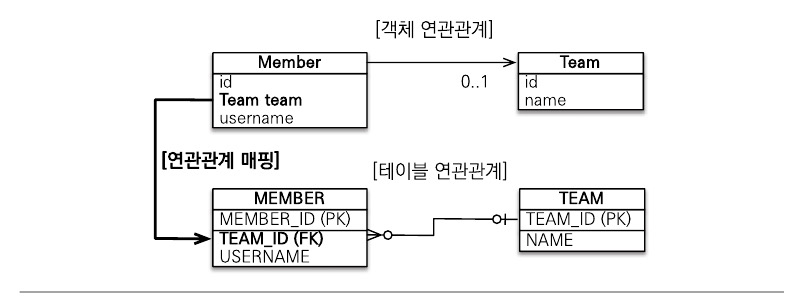 [객체 연관관계]
Member
id
Team team
username
0..1
Team
id
name
[연관관계 매핑]
[테이블 연관관계]
MEMBER
MEMBER_ID (PK)
TEAM_ID (FK)
USERNAME
TEAM
TEAM_ID (PK)
NAME